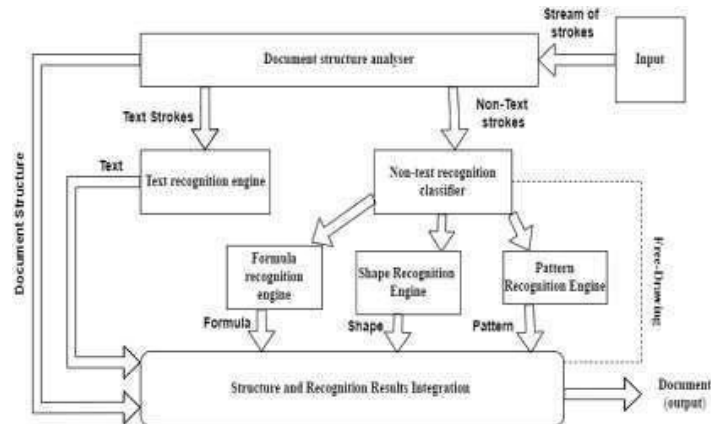 Stream of
strokes
Document structure analyser
Input
Text Strokes
Non-Text
strokes
Text
Text recognition engine
Non-text recognition
classifier
Document Structure
Free-Drawing
Formula
recognition
engine
Shape Recognition
Engine
Pattern
Recognition Engine
Formula
Shape
Pattern
Structure and Recognition Results Integration
Document
(output)